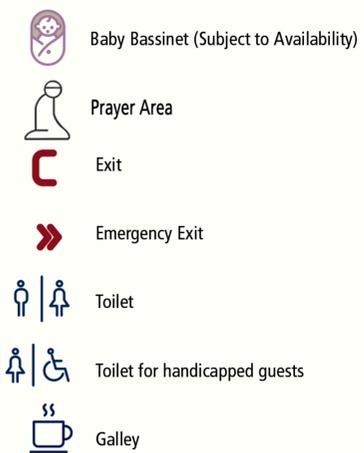 Baby Bassinet (Subject to Availability)
Prayer Area
Exit
Emergency Exit
Toilet
Toilet for handicapped guests
Galley